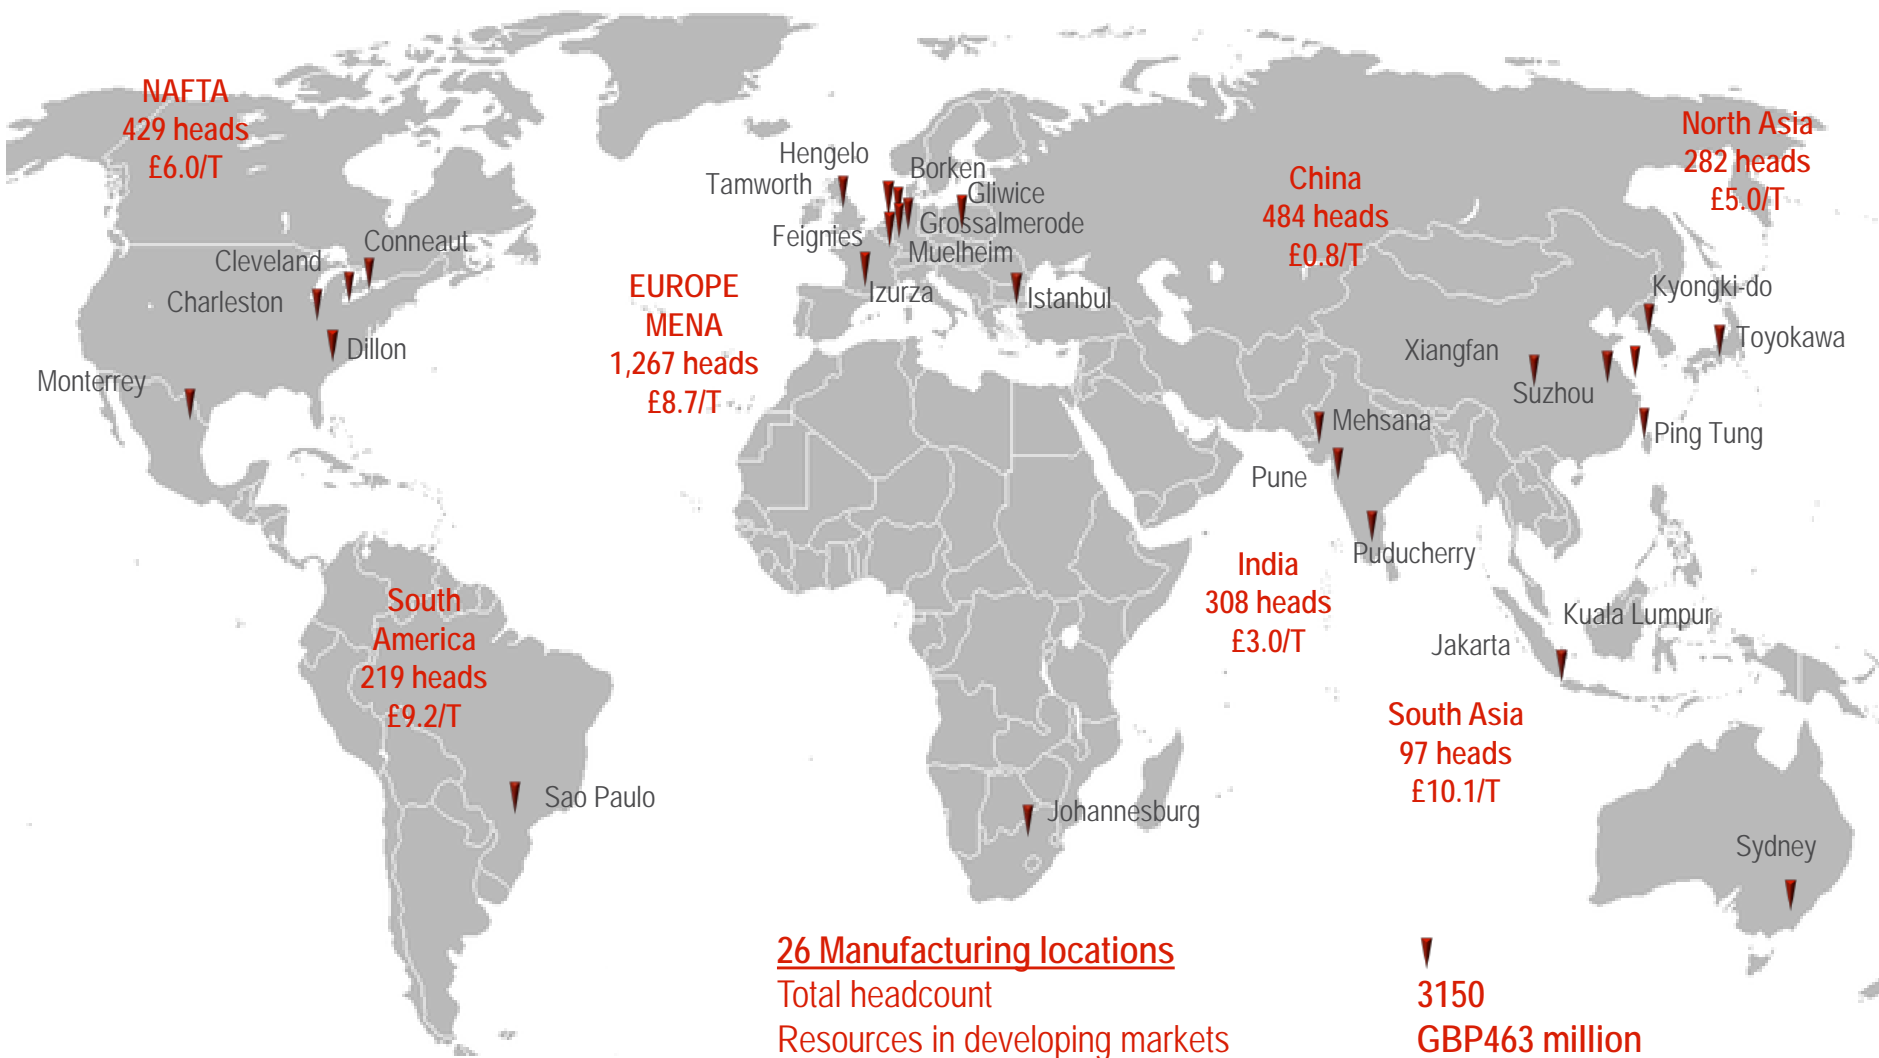 NAFTA
429 heads
£6.0/T
North Asia
282 heads
£5.0/T
Hengelo
Tamworth
Borken
Gliwice
Grossalmerode
Muelheim
Feignies
Izurza
Istanbul
China
484 heads
£0.8/T
Conneaut
Cleveland
Charleston
Dillon
Monterrey
EUROPE
MENA
1,267 heads
£8.7/T
Kyongki-do
Toyokawa
Xiangfan
Suzhou
Ping Tung
Mehsana
Pune
Puducherry
India
308 heads
£3.0/T
South
America
219 heads
£9.2/T
Kuala Lumpur
Jakarta
South Asia
97 heads
£10.1/T
Sao Paulo
Johannesburg
Sydney
26 Manufacturing locations
Total headcount 3150
Resources in developing markets GBP463 million